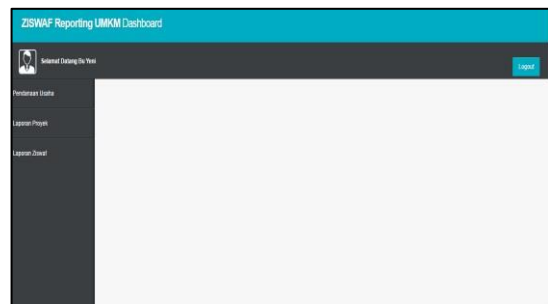 ZISWAF Reporting UMKM Dashboard
Selamat Datang Bu Yeni
Logout
Pendanaan Usaha
Laporan Proyek
Laporan Ziswaf